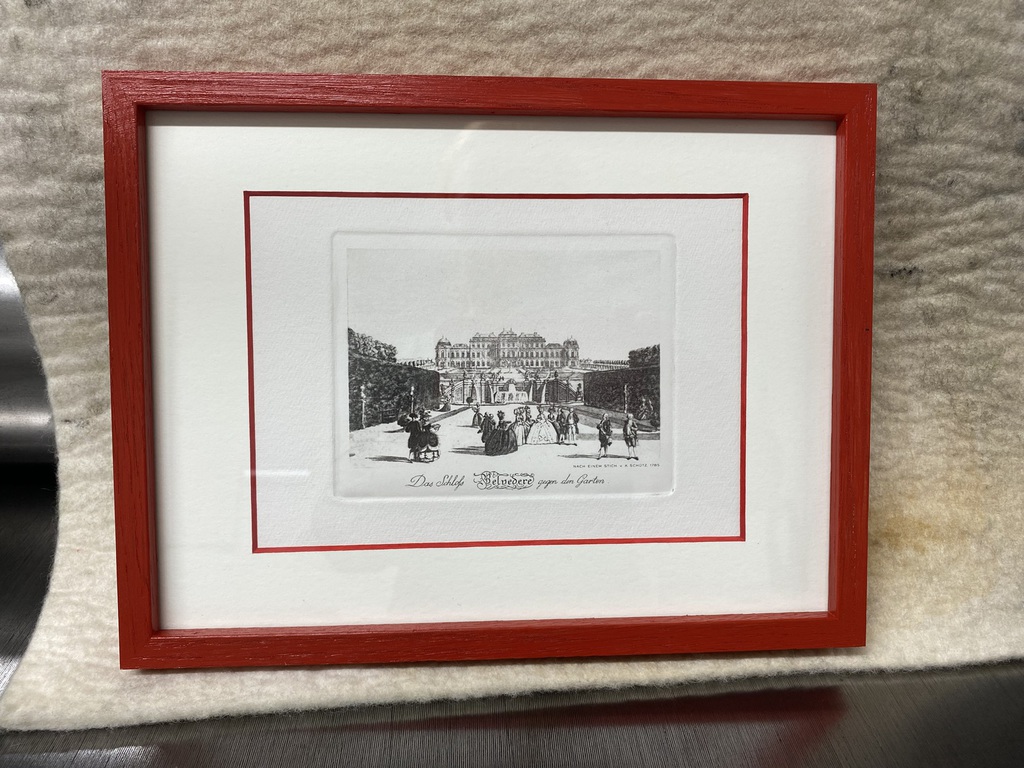 NACH EINEM STICH v. A. SCHÜTZ 1785
Das Schloß Belvedere gegen den Garten